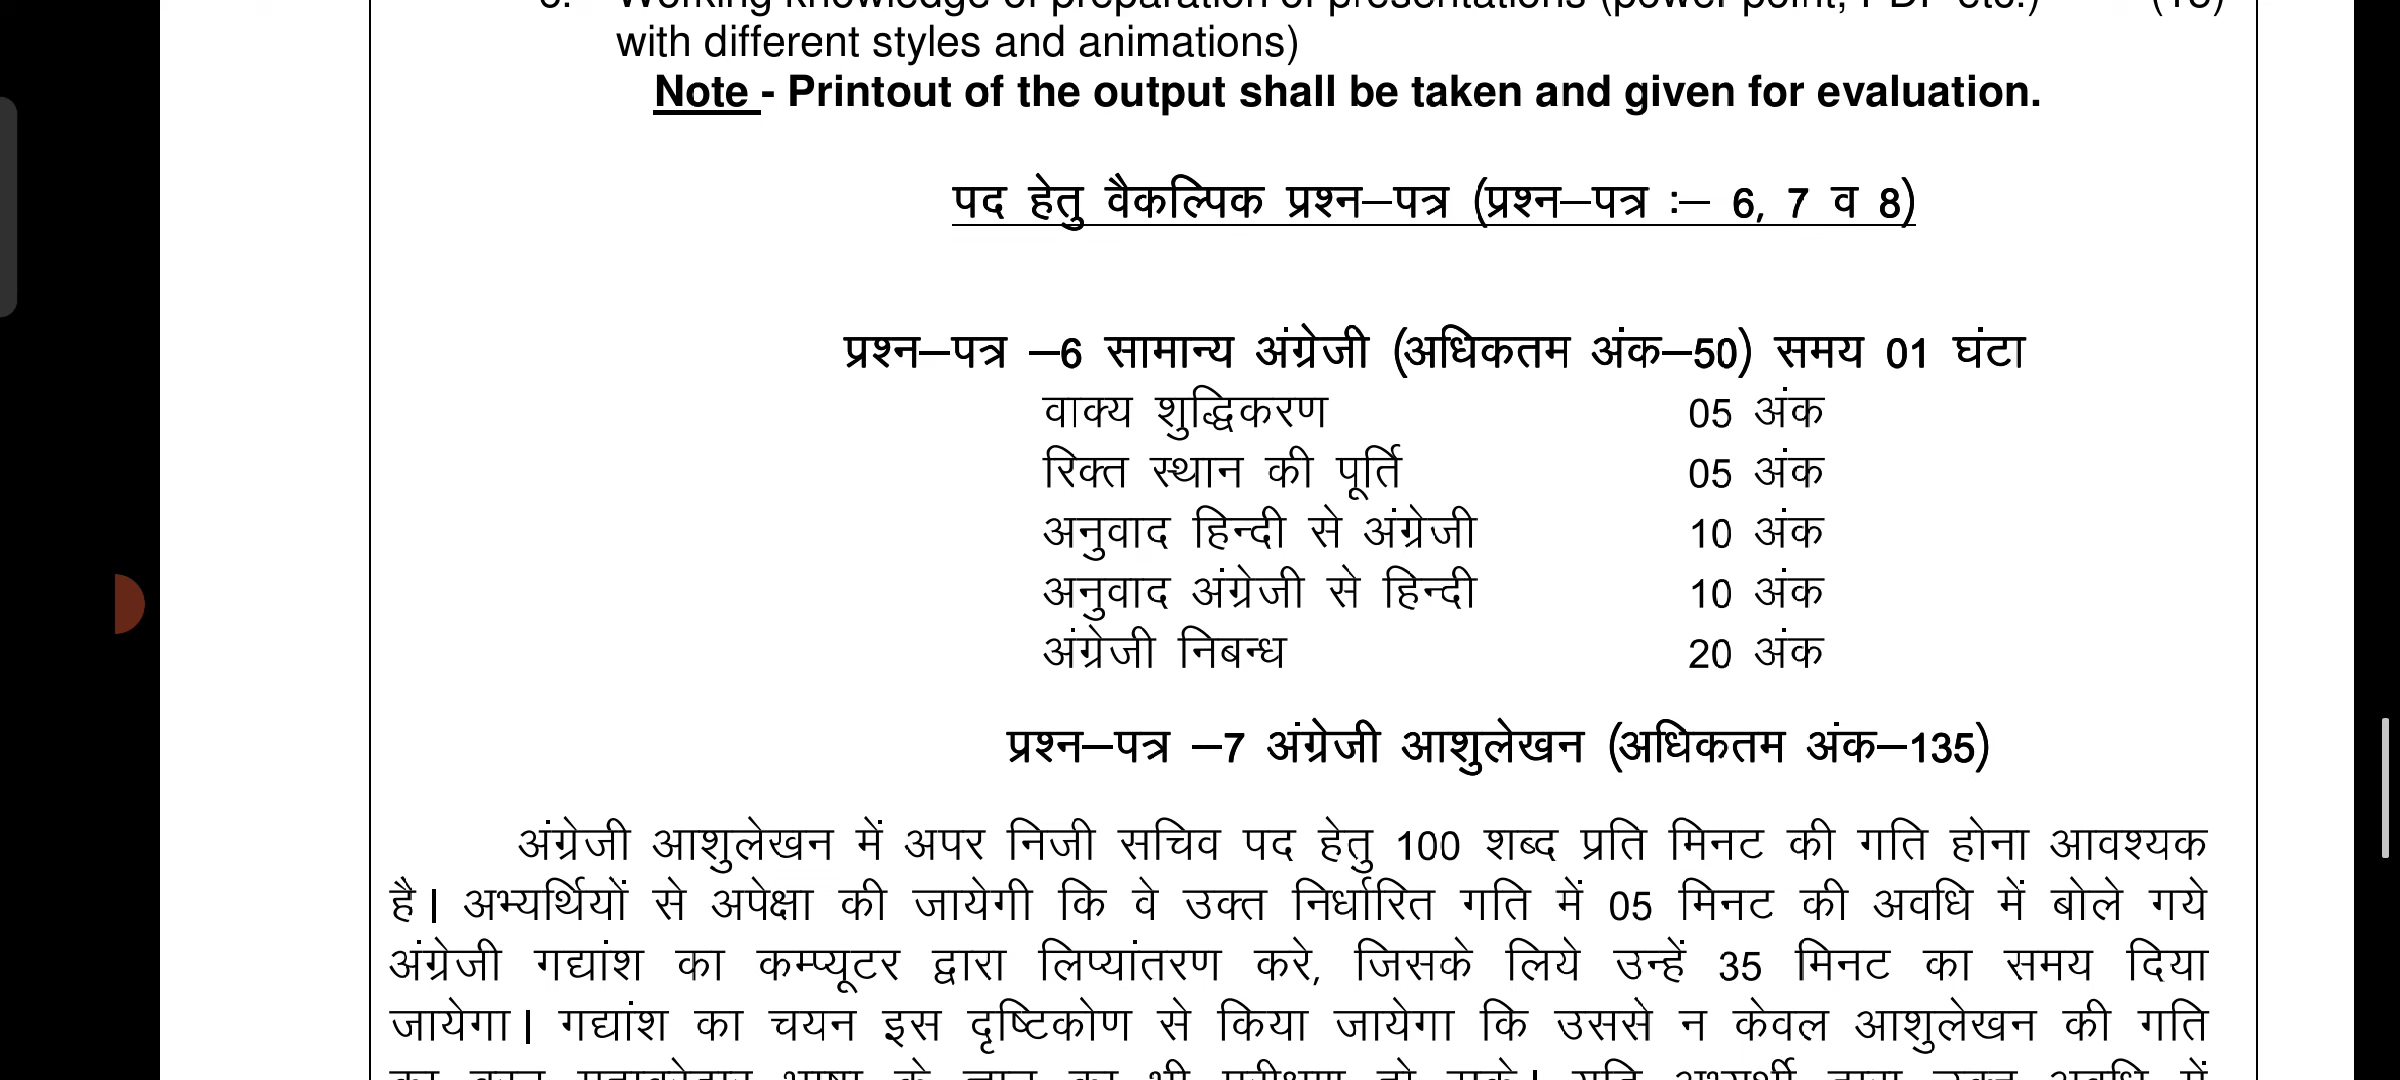 with different styles and animations)
Note - Printout of the output shall be taken and given for evaluation.
पद हेतु वैकल्पिक प्रश्न–पत्र (प्रश्न–पत्र :– 6, 7 व 8)
प्रश्न–पत्र –6 सामान्य अंग्रेजी (अधिकतम अंक–50) समय 01 घंटा
वाक्य शुद्धिकरण 05 अंक
रिक्त स्थान की पूर्ति 05 अंक
अनुवाद हिन्दी से अंग्रेजी 10 अंक
अनुवाद अंग्रेजी से हिन्दी 10 अंक
अंग्रेजी निबन्ध 20 अंक
प्रश्न–पत्र –7 अंग्रेजी आशुलेखन (अधिकतम अंक–135)
अंग्रेजी आशुलेखन में अपर निजी सचिव पद हेतु 100 शब्द प्रति मिनट की गति होना आवश्यक
है। अभ्यर्थियों से अपेक्षा की जायेगी कि वे उक्त निर्धारित गति में 05 मिनट की अवधि में बोले गये
अंग्रेजी गद्यांश का कम्प्यूटर द्वारा लिप्यांतरण करे, जिसके लिये उन्हें 35 मिनट का समय दिया
जायेगा। गद्यांश का चयन इस दृष्टिकोण से किया जायेगा कि उससे न केवल आशुलेखन की गति